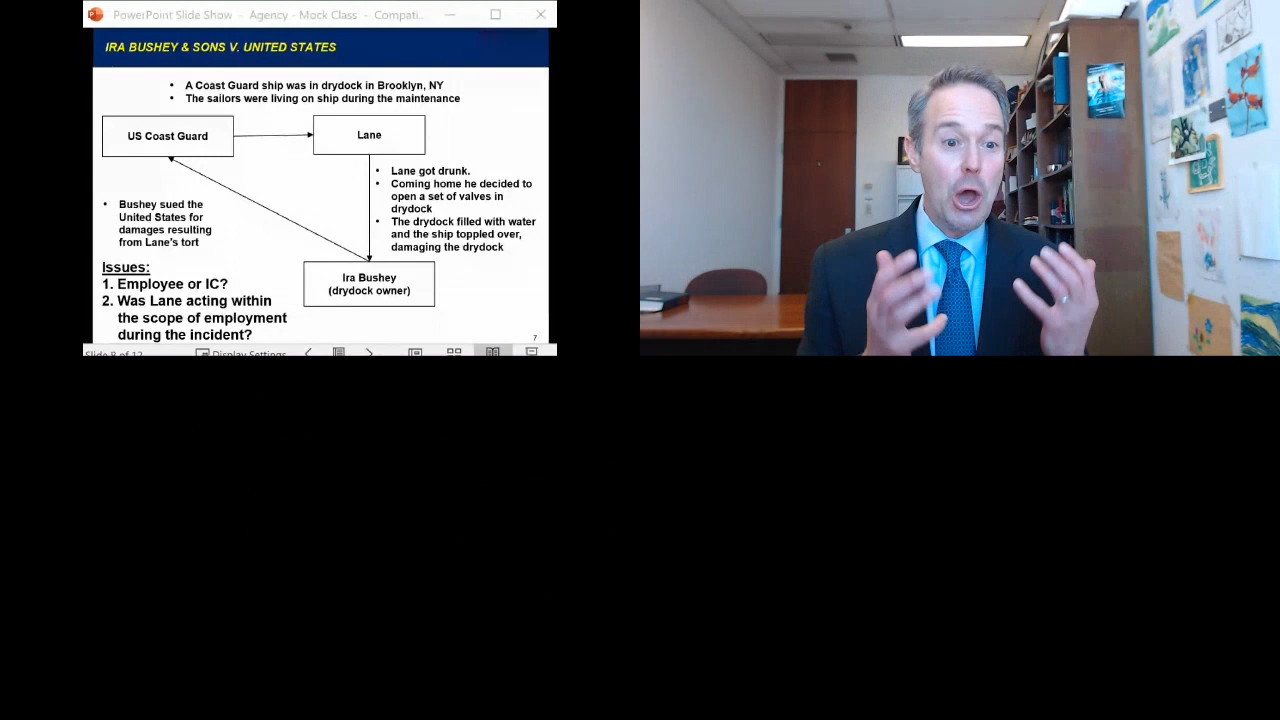 PowerPoint Slide Show - Agency - Mock Class - Compati...
IRA BUSHEY & SONS V. UNITED STATES
• A Coast Guard ship was in drydock in Brooklyn, NY
• The sailors were living on ship during the maintenance
US Coast Guard
Lane
• Lane got drunk.
• Coming home he decided to
open a set of valves in
drydock
• The drydock filled with water
and the ship toppled over,
damaging the drydock
• Bushey sued the
United States for
damages resulting
from Lane's tort
Issues:
1. Employee or IC?
2. Was Lane acting within
the scope of employment
during the incident?
Ira Bushey
(drydock owner)
7
Slide 8 of 12
Display Settings